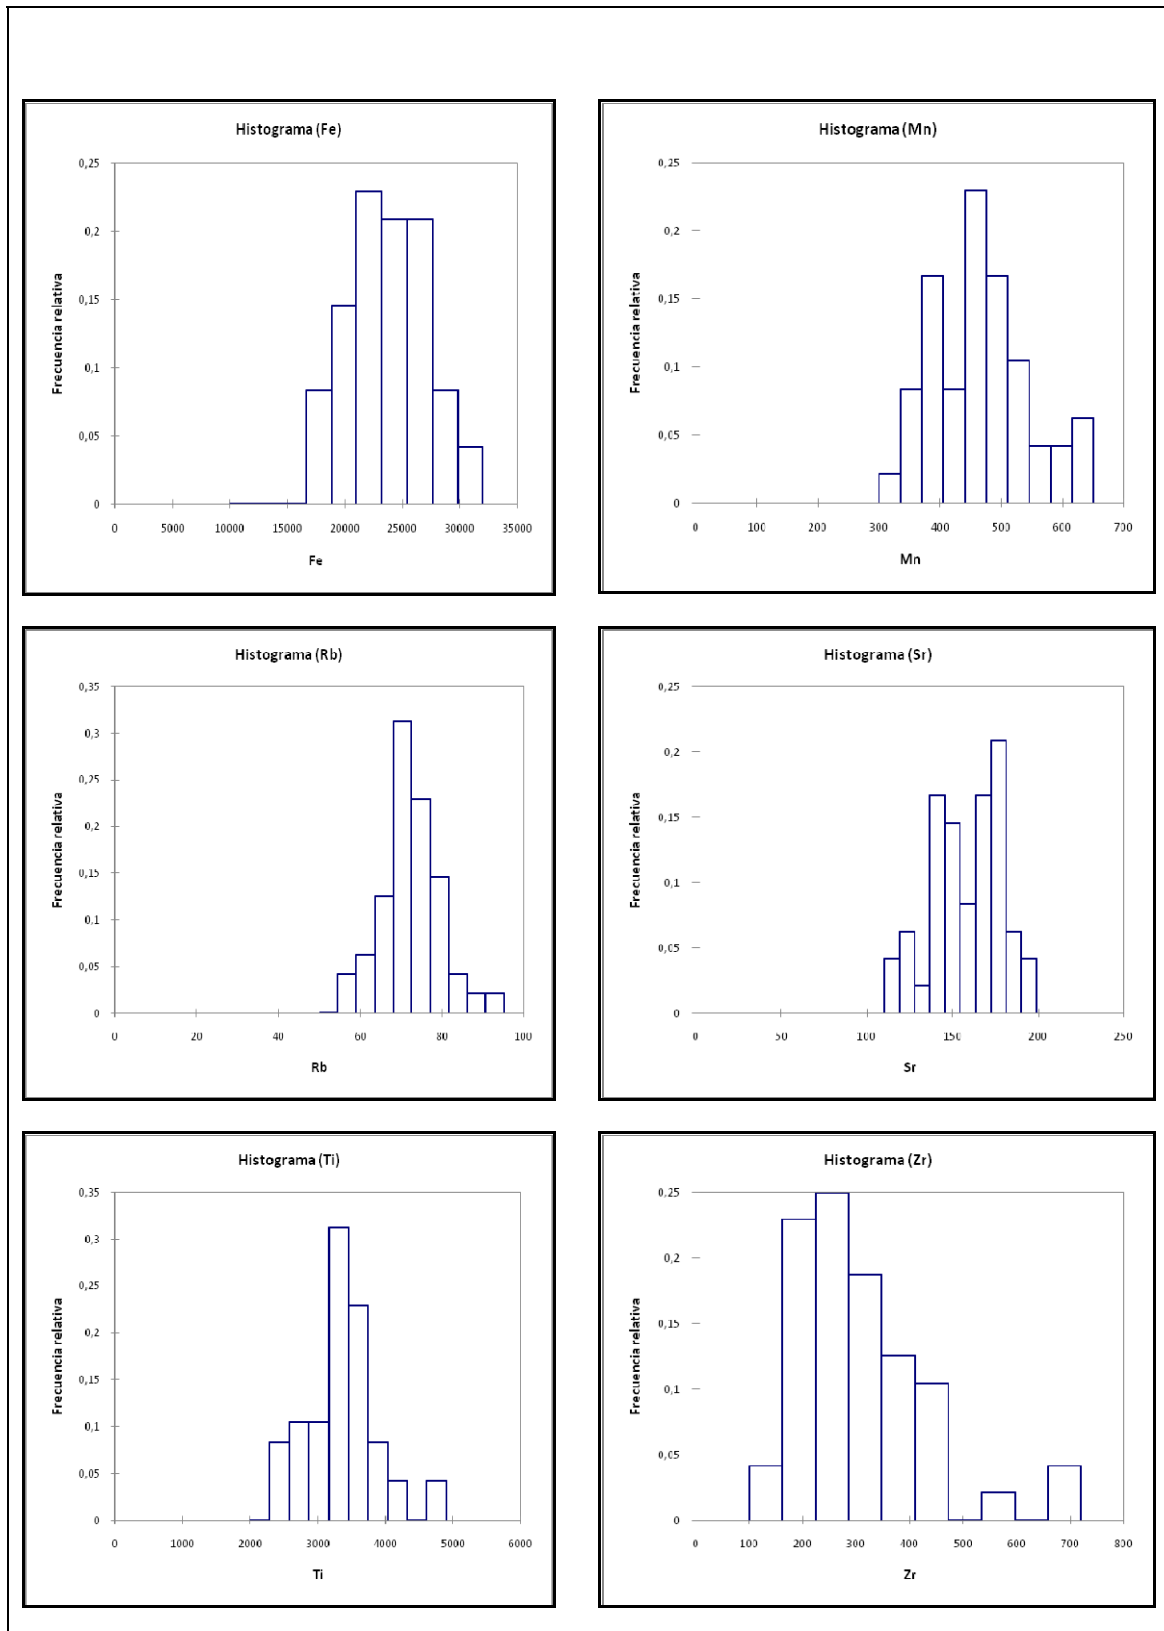 Histograma (Fe)
0,25
0,2
0,15
0,1
0,05
0
Frecuencia relativa
0 5000 10000 15000 20000 25000 30000 35000
Fe
Histograma (Mn)
0,25
0,2
0,15
0,1
0,05
0
Frecuencia relativa
0 100 200 300 400 500 600 700
Mn
Histograma (Rb)
0,35
0,3
0,25
0,2
0,15
0,1
0,05
0
Frecuencia relativa
0 20 40 60 80 100
Rb
Histograma (Sr)
0,25
0,2
0,15
0,1
0,05
0
Frecuencia relativa
0 50 100 150 200 250
Sr
Histograma (Ti)
0,35
0,3
0,25
0,2
0,15
0,1
0,05
0
Frecuencia relativa
0 1000 2000 3000 4000 5000 6000
Ti
Histograma (Zr)
0,25
0,2
0,15
0,1
0,05
0
Frecuencia relativa
0 100 200 300 400 500 600 700 800
Zr